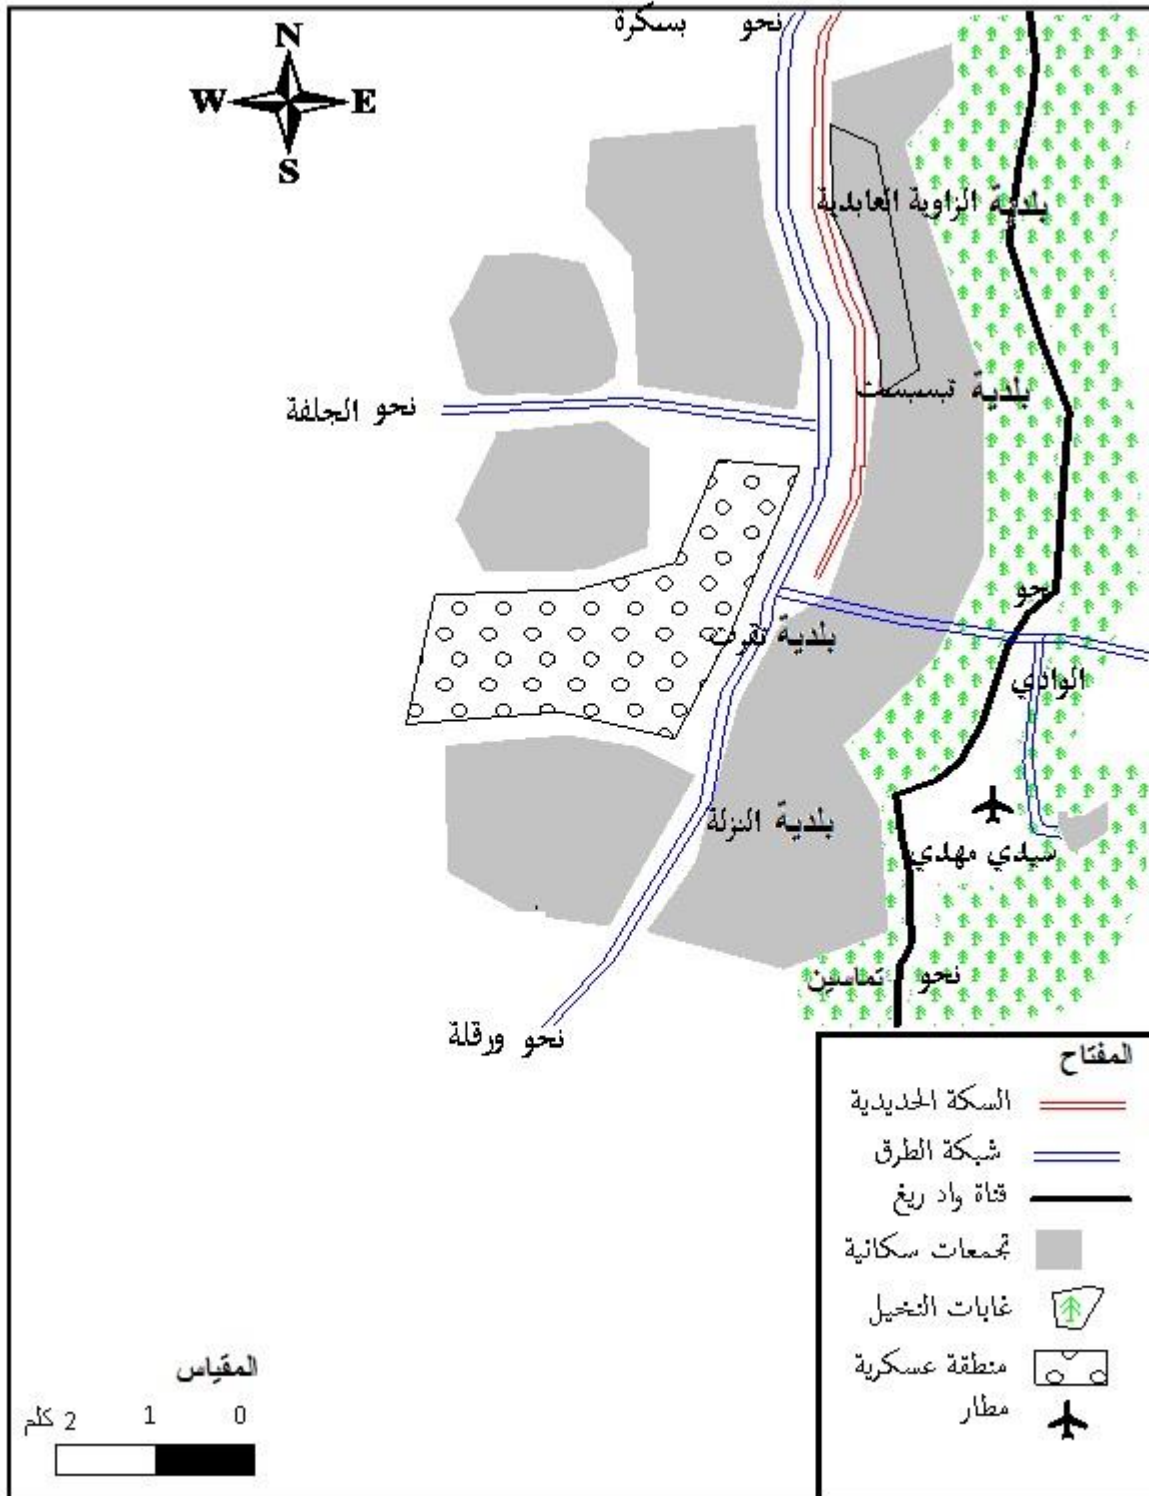 نحو بسكرة
N
W E
S
بلدية الزاوية العابدية
بلدية تبسبست
نحو الجلفة
نحو
بلدية تقرت
الوادي
بلدية النزلة
سيدي مهدي
نحو تماسين
نحو ورقلة
المفتاح
السكة الحديدية
شبكة الطرق
قناة واد ريغ
تجمعات سكانية
غابات النخيل
منطقة عسكرية
مطار
المقياس
0 1 2 كلم